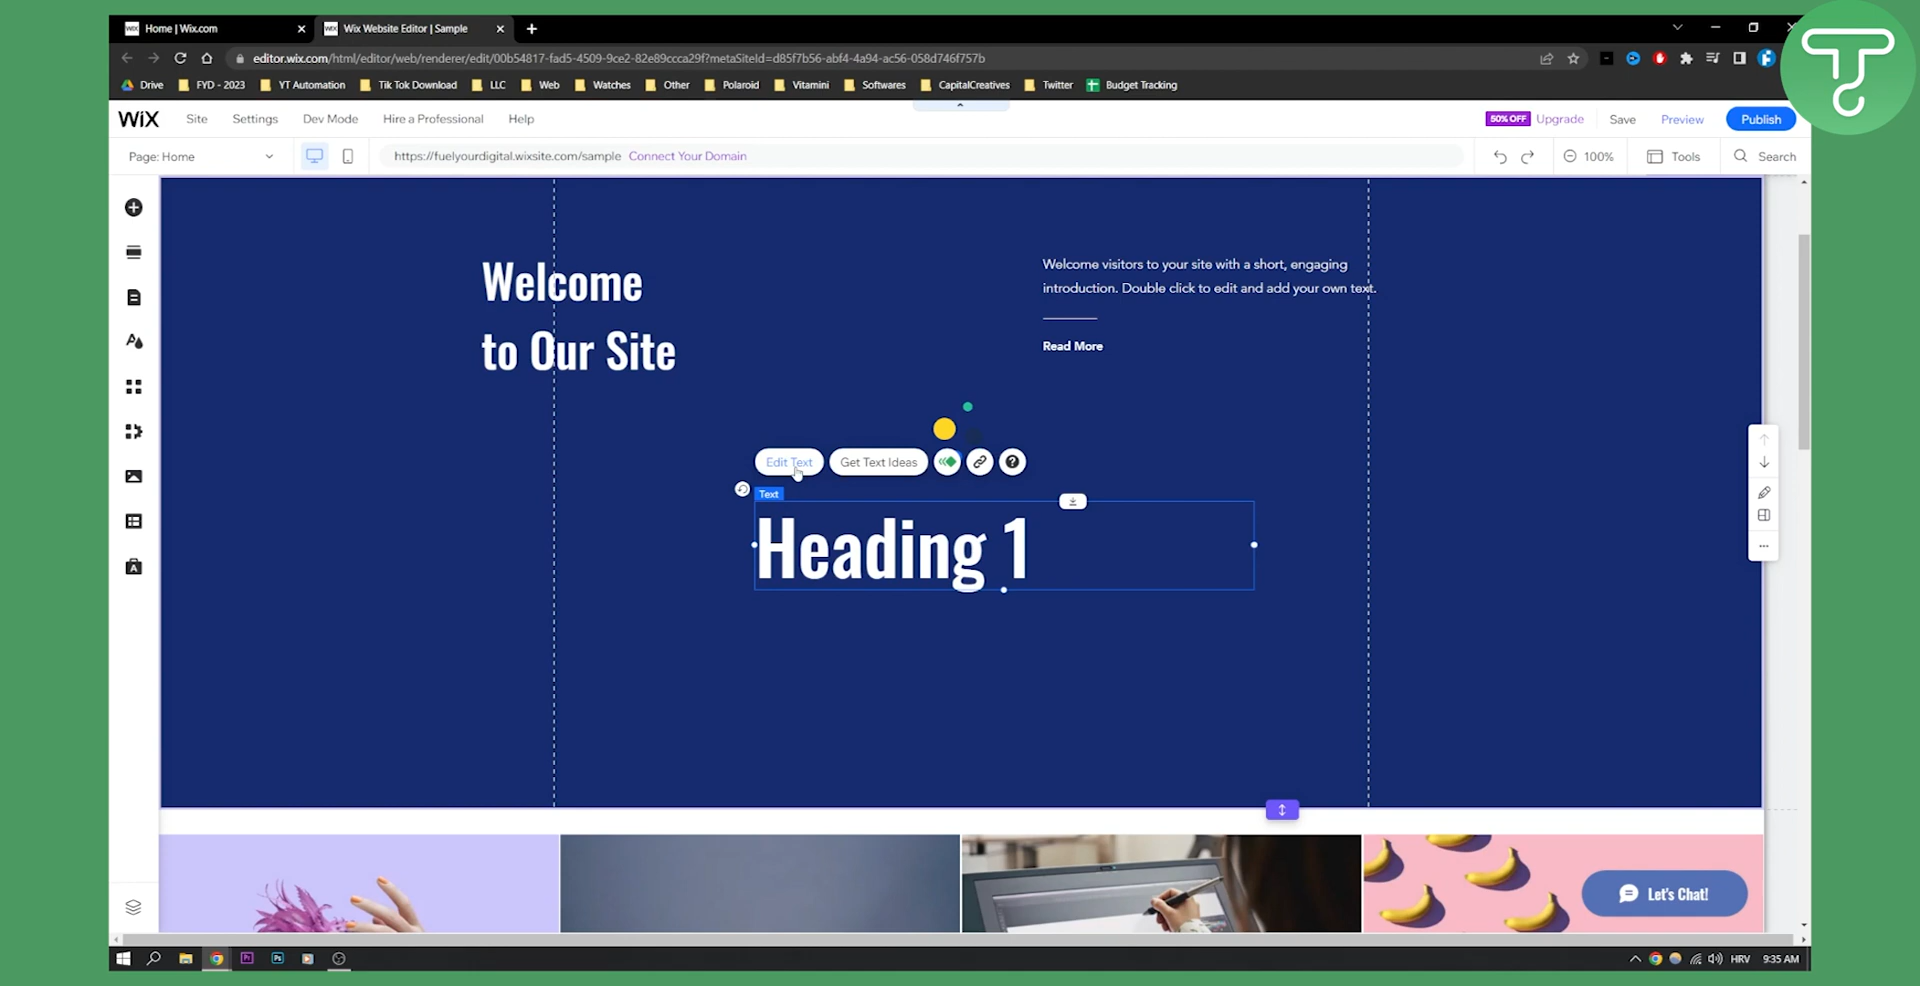 Home | Wix.com
Wix Website Editor | Sample
editor.wix.com/html/editor/web/renderer/edit/00b54817-fad5-4509-9ce2-82e89ccca29f?metaSiteId=d85f7b56-abf4-4a94-ac56-058d746f757b
Drive FYD - 2023 YT Automation Tik Tok Download LLC Web Watches Other Polaroid Vitamini Softwares CapitalCreatives Twitter Budget Tracking
WiX Site Settings Dev Mode Hire a Professional Help 50% OFF Upgrade Save Preview Publish
Page: Home https://fuelyourdigital.wixsite.com/sample Connect Your Domain 100% Tools Search
Welcome
to Our Site
Welcome visitors to your site with a short, engaging
introduction. Double click to edit and add your own text.
Read More
Edit Text Get Text Ideas
Text
Heading 1
Let's Chat!
HRV 9:35 AM